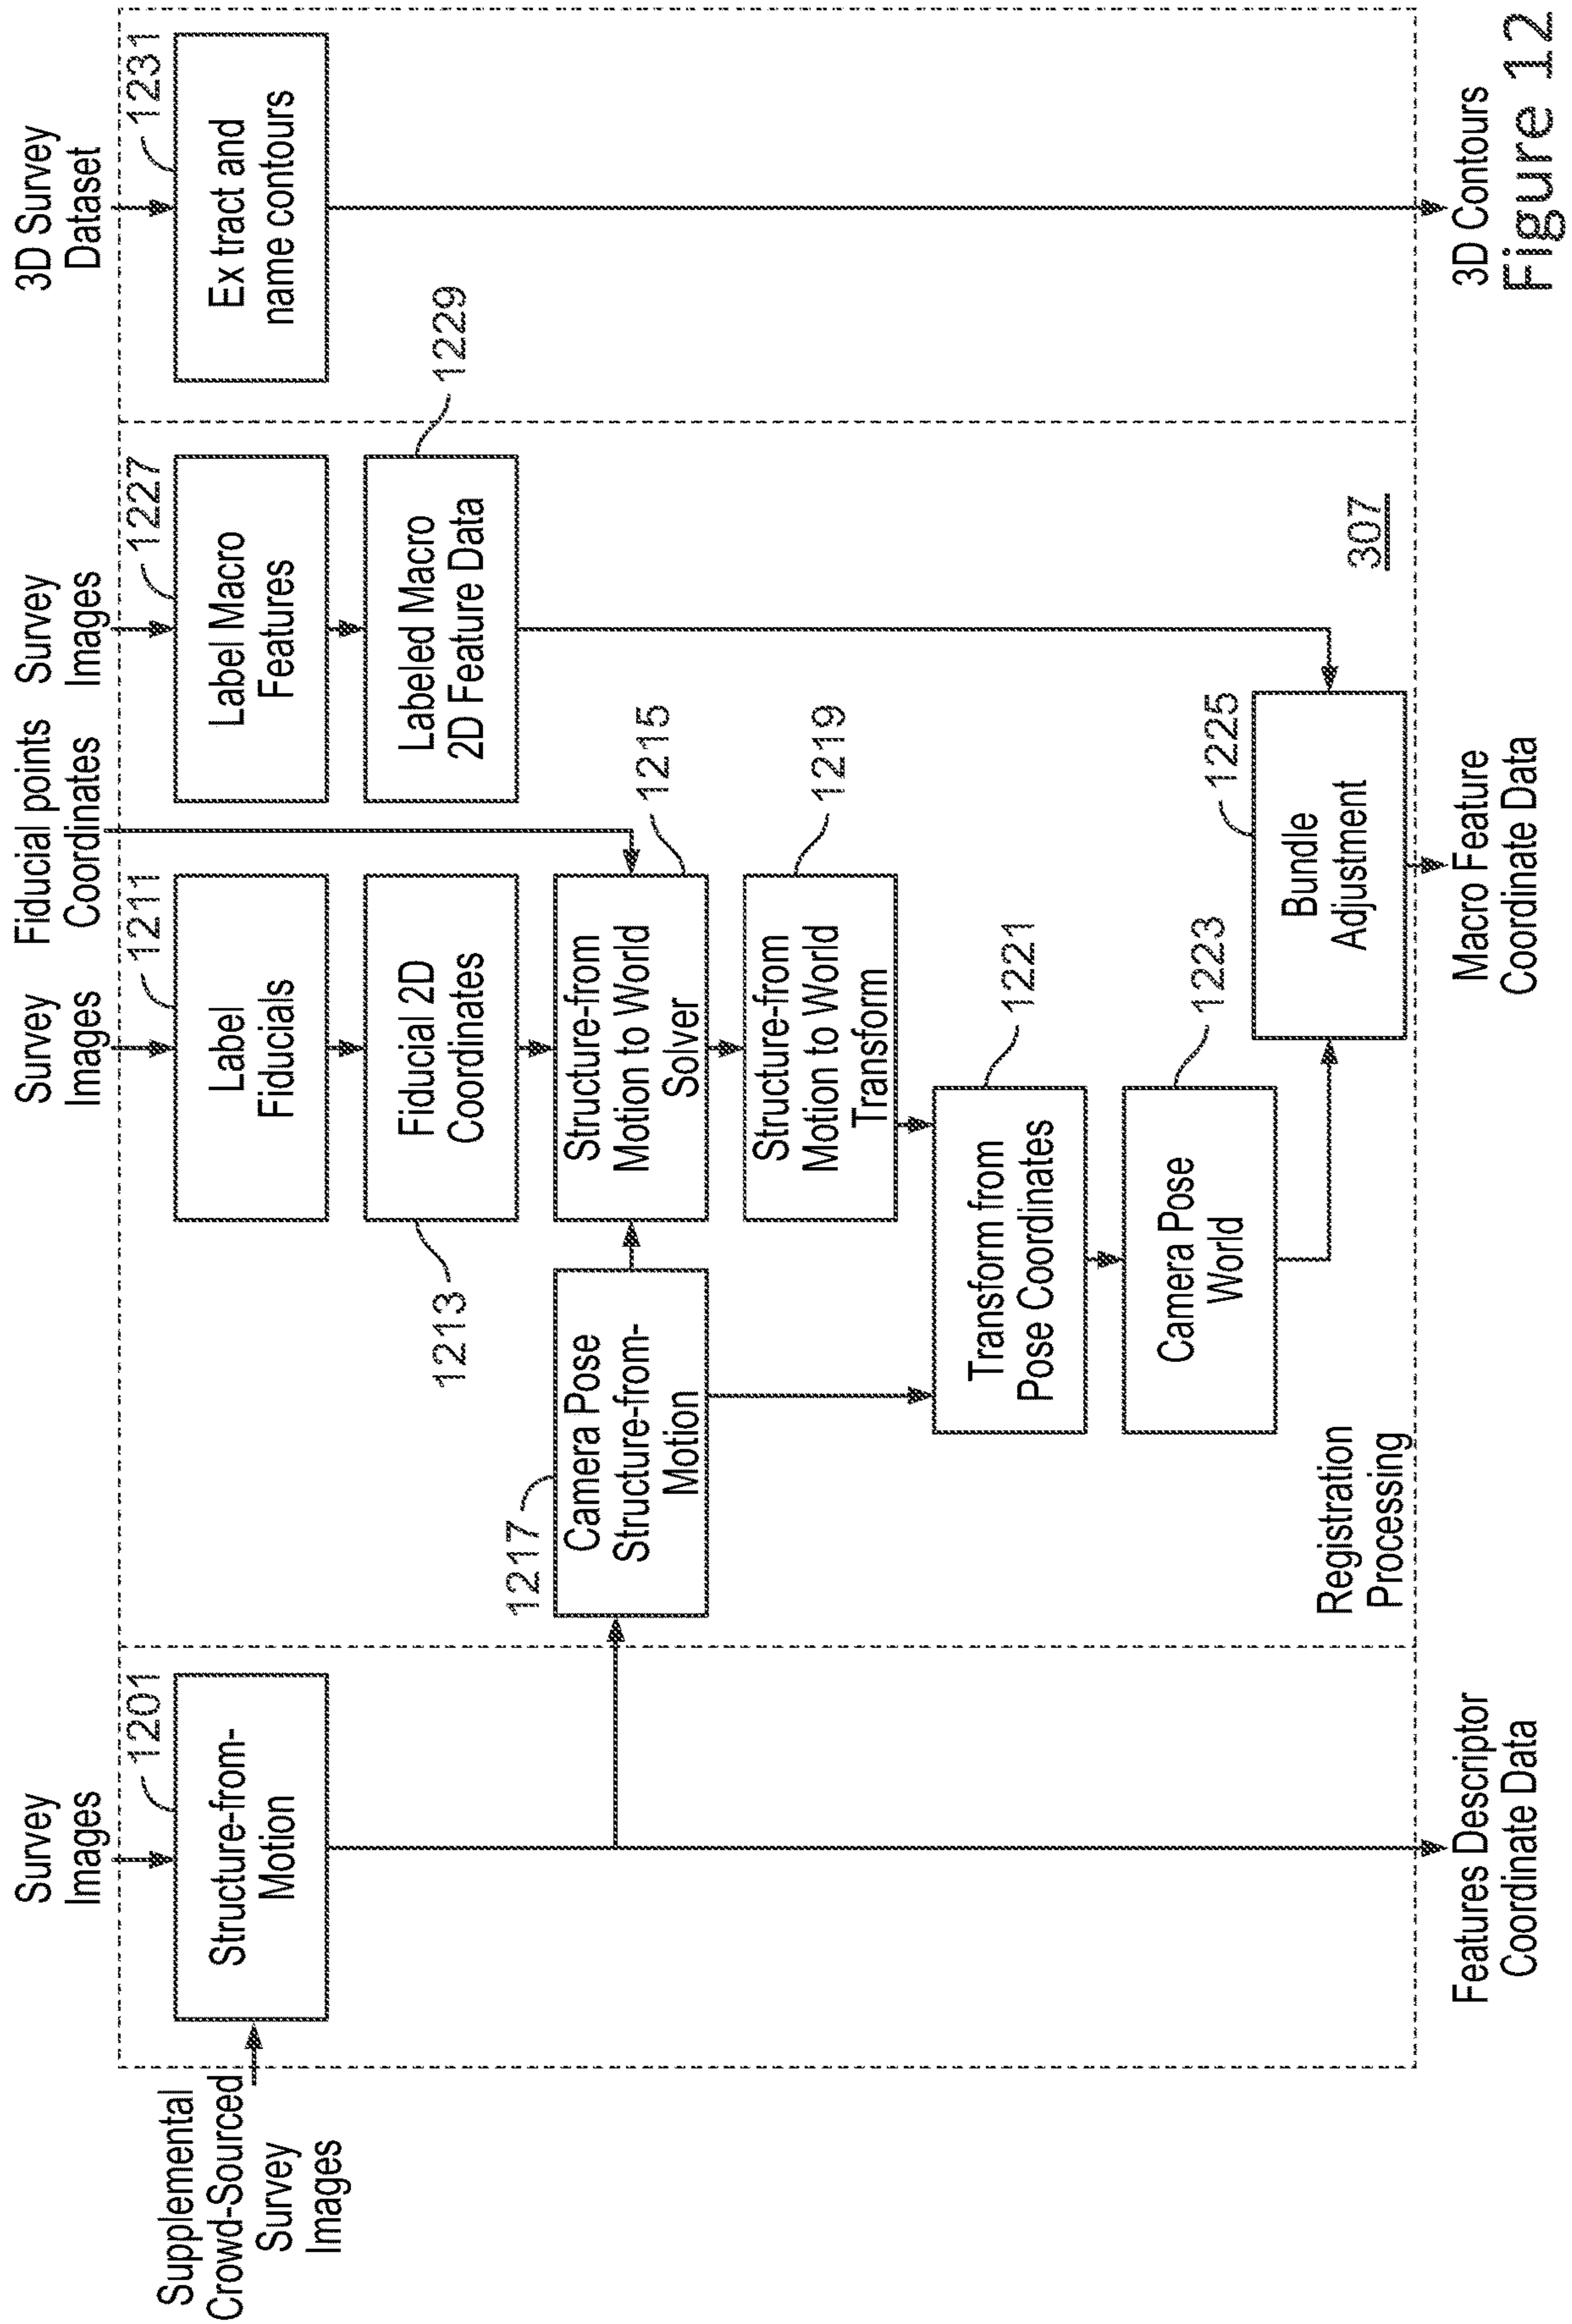 Supplemental
Crowd-Sourced
Survey
Images
Survey
Images
1201
Structure-from-
Motion
Features Descriptor
Coordinate Data
Survey
Images
1211
Label
Fiducials
Fiducial 2D
Coordinates
1213
Fiducial points
Coordinates
1217
Camera Pose
Structure-from-
Motion
Structure-from
Motion to World
Solver
1215
Structure-from
Motion to World
Transform
1219
Transform from
Pose Coordinates
1221
Camera Pose
World
1223
Survey
Images
1227
Label Macro
Features
Labeled Macro
2D Feature Data
1229
Bundle
Adjustment
1225
Registration
Processing
307
Macro Feature
Coordinate Data
3D Survey
Dataset
1231
Ex tract and
name contours
3D Contours
Figure 12